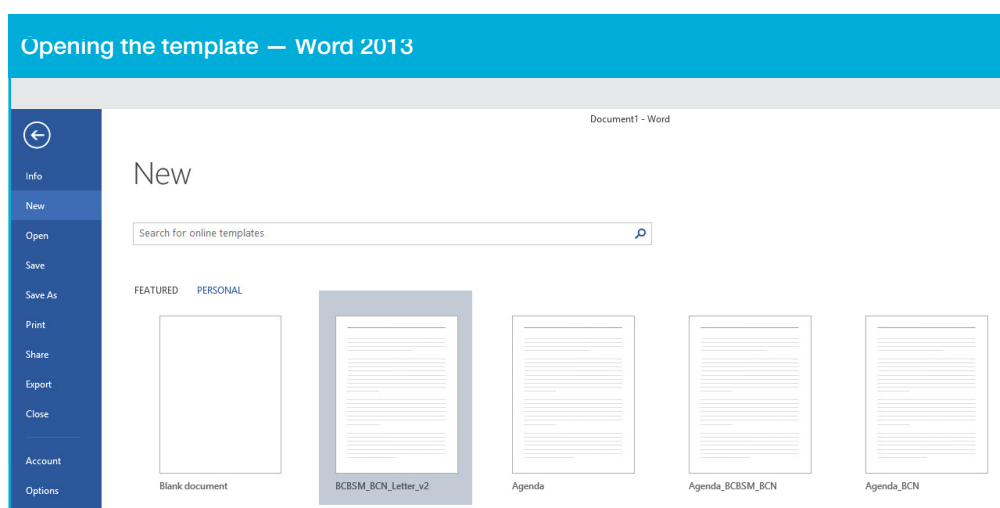 Opening the template — Word 2013
Document1 - Word
New
Info
New
Open
Save
Save As
Print
Share
Export
Close
Account
Options
Search for online templates
FEATURED PERSONAL
Blank document BCBSM_BCN_Letter_v2 Agenda Agenda_BCBSM_BCN Agenda_BCN